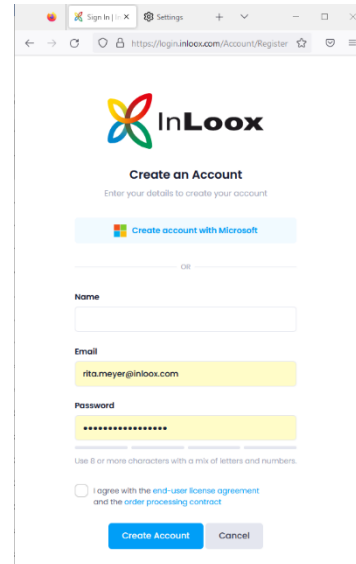 Sign In | In
Settings
https://login.inloox.com/Account/Register
InLoox
Create an Account
Enter your details to create your account
Create account with Microsoft
OR
Name
Email
rita.meyer@inloox.com
Password
Use 8 or more characters with a mix of letters and numbers.
I agree with the end-user license agreement
and the order processing contract
Create Account
Cancel